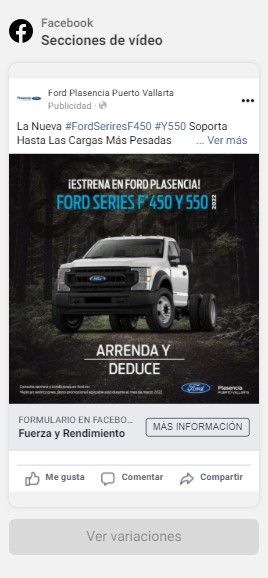 Facebook
Secciones de vídeo
Ford Plasencia Puerto Vallarta
Publicidad ·
La Nueva #FordSeriresF450 #Y550 Soporta
Hasta Las Cargas Más Pesadas ... Ver más
¡ESTRENA EN FORD PLASENCIA!
FORD SERIES F-450 Y 550 2022
ARRENDA Y
DEDUCE
Ford
Plasencia
PUERTO VALLARTA
FORMULARIO EN FACEBO...
Fuerza y Rendimiento
MÁS INFORMACIÓN
Me gusta
Comentar
Compartir
Ver variaciones